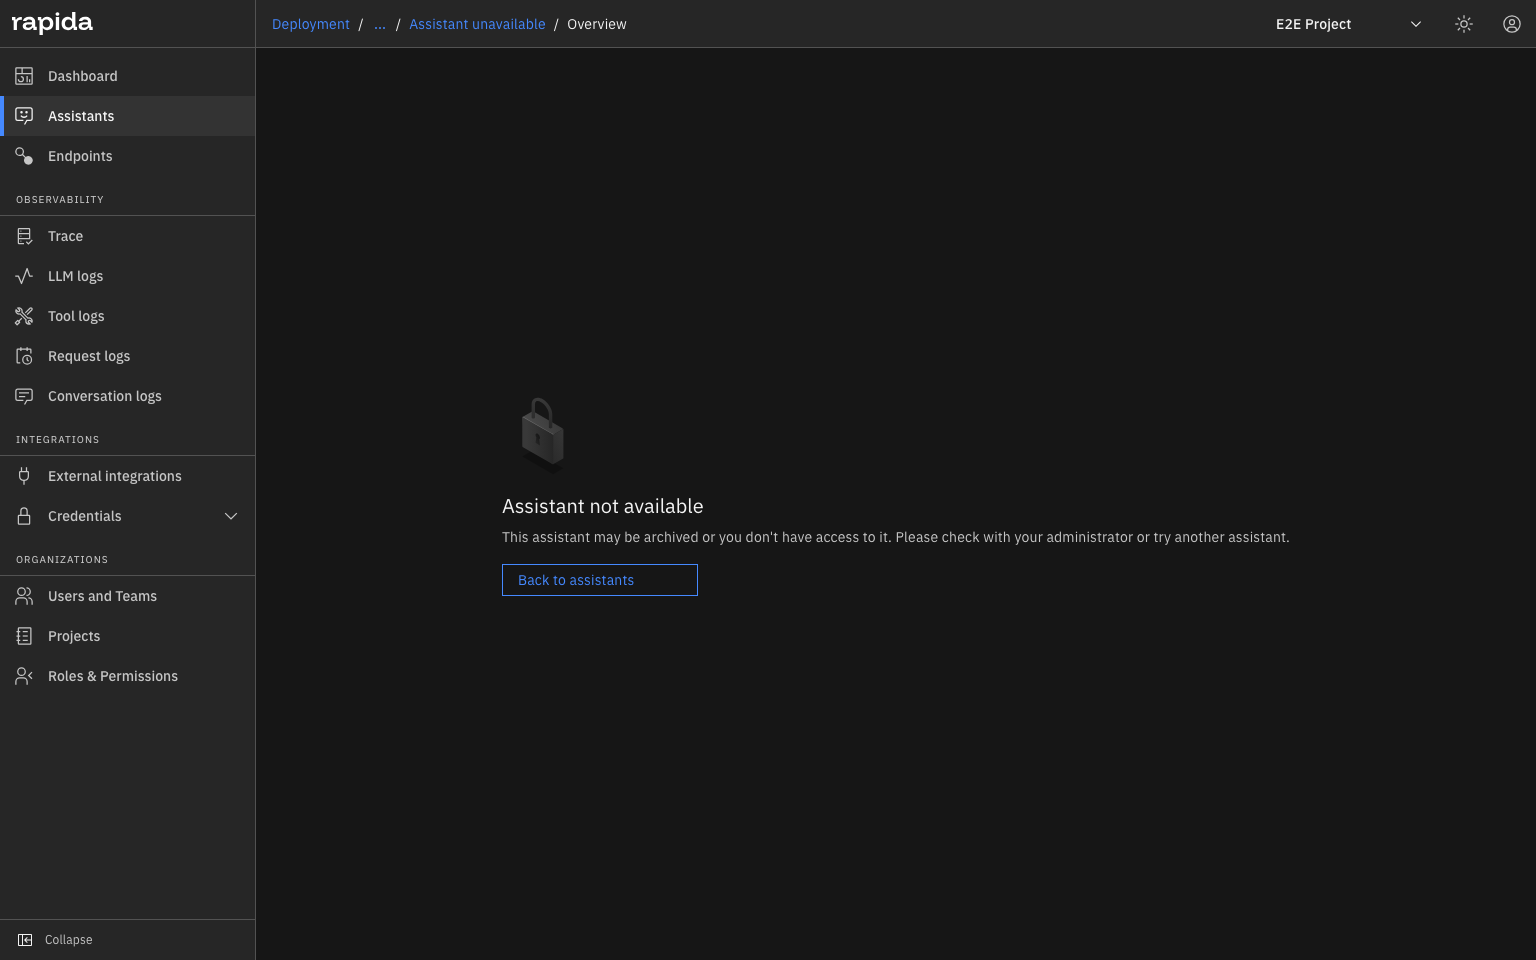 rapida
Deployment / ... / Assistant unavailable / Overview
E2E Project
Dashboard
Assistants
Endpoints
OBSERVABILITY
Trace
LLM logs
Tool logs
Request logs
Conversation logs
INTEGRATIONS
External integrations
Credentials
ORGANIZATIONS
Users and Teams
Projects
Roles & Permissions
Collapse
Assistant not available
This assistant may be archived or you don't have access to it. Please check with your administrator or try another assistant.
Back to assistants